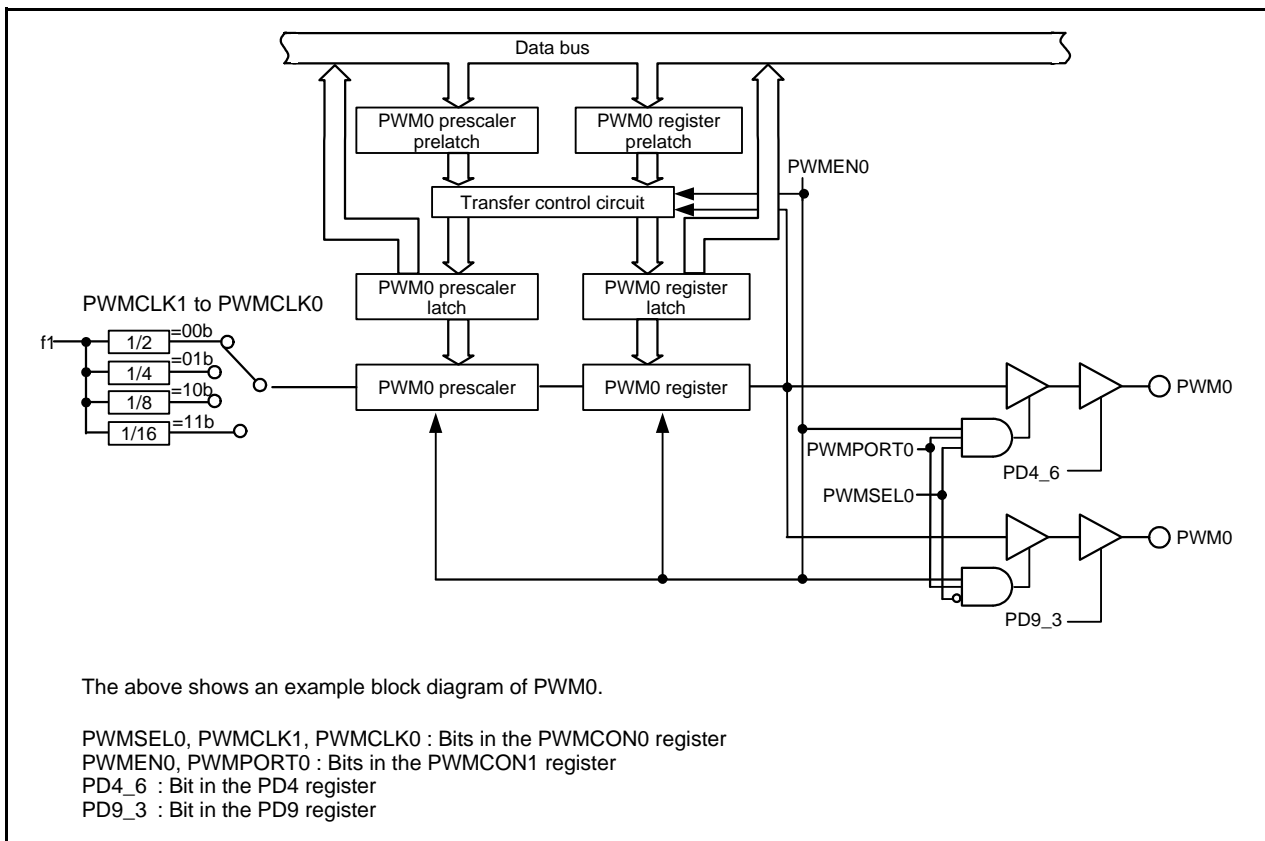 Data bus
PWM0 prescaler
prelatch
PWM0 register
prelatch
PWMEN0
Transfer control circuit
PWM0 prescaler
latch
PWM0 register
latch
PWMCLK1 to PWMCLK0
f1
1/2
=00b
1/4
=01b
1/8
=10b
1/16
=11b
PWM0 prescaler
PWM0 register
PWM0
PWMPORT0
PD4_6
PWMSEL0
PWM0
PD9_3
The above shows an example block diagram of PWM0.
PWMSEL0, PWMCLK1, PWMCLK0 : Bits in the PWMCON0 register
PWMEN0, PWMPORT0 : Bits in the PWMCON1 register
PD4_6 : Bit in the PD4 register
PD9_3 : Bit in the PD9 register